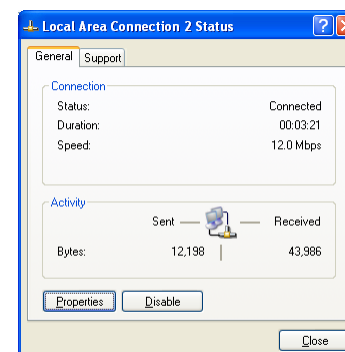 Local Area Connection 2 Status
General Support
Connection
Status: Connected
Duration: 00:03:21
Speed: 12.0 Mbps
Activity
Sent Received
Bytes: 12,198 43,986
Properties Disable
Close